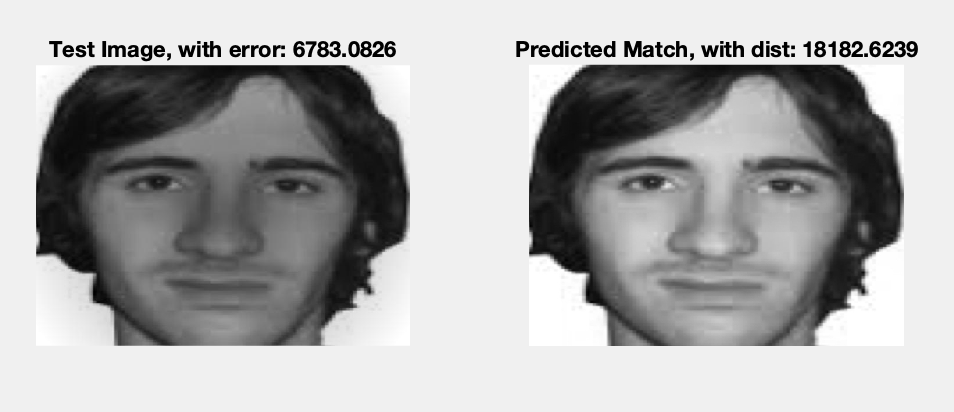 Test Image, with error: 6783.0826
Predicted Match, with dist: 18182.6239